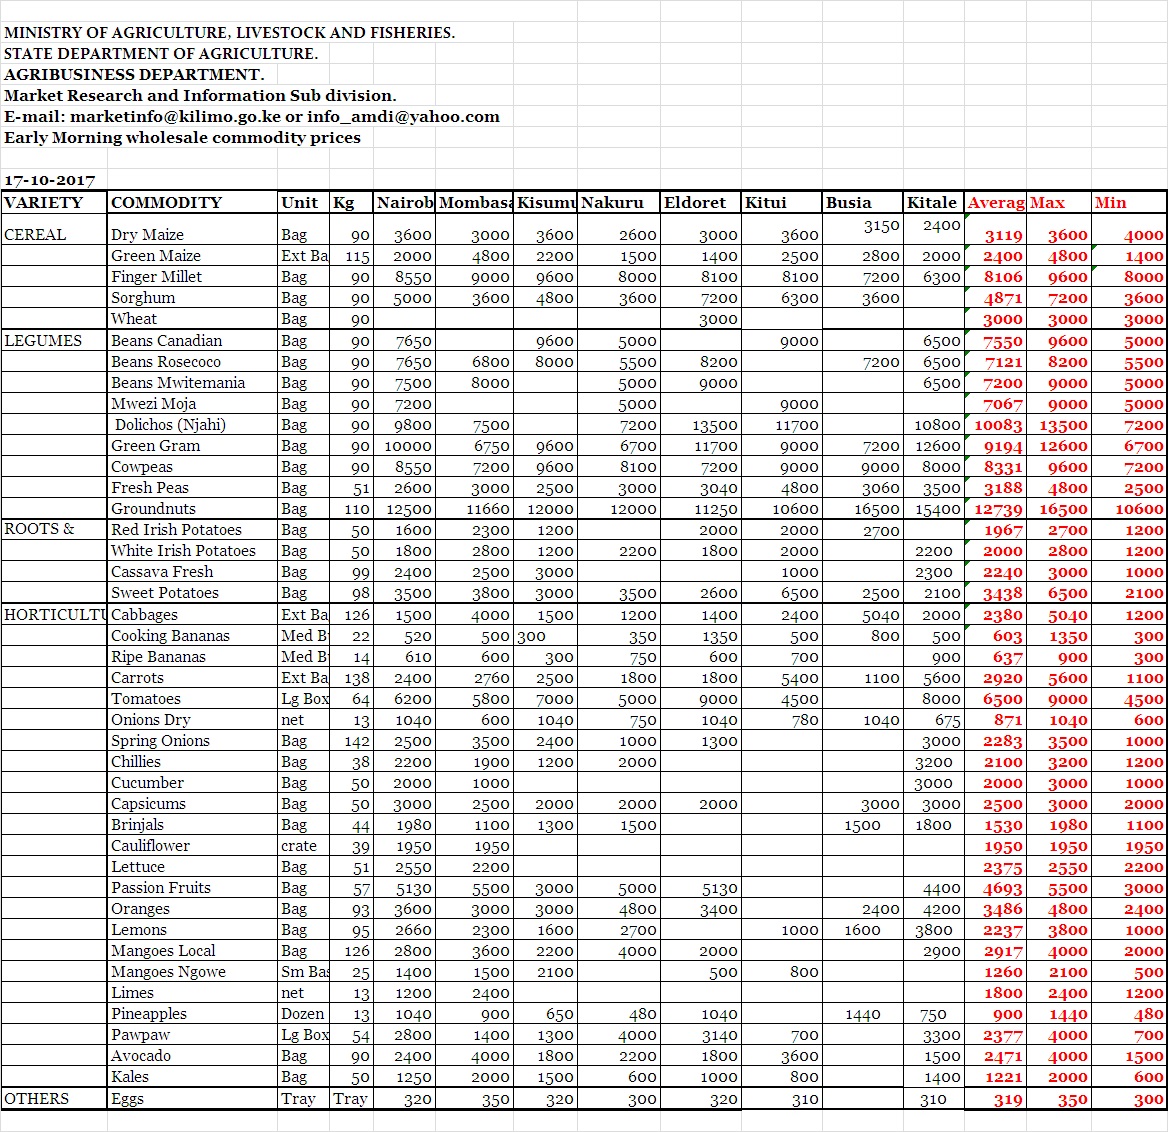 MINISTRY OF AGRICULTURE, LIVESTOCK AND FISHERIES.
STATE DEPARTMENT OF AGRICULTURE.
AGRIBUSINESS DEPARTMENT.
Market Research and Information Sub division.
E-mail: marketinfo@kilimo.go.ke or info_amdi@yahoo.com
Early Morning wholesale commodity prices
17-10-2017
VARIETY COMMODITY Unit Kg Nairob Mombasa Kisumu Nakuru Eldoret Kitui Busia Kitale Averag Max Min
CEREAL Dry Maize Bag 90 3600 3000 3600 2600 3000 3600 3150 2400 3119 3600 4000
Green Maize Ext Ba 115 2000 4800 2200 1500 1400 2500 2800 2000 2400 4800 1400
Finger Millet Bag 90 8550 9000 9600 8000 8100 8100 7200 6300 8106 9600 8000
Sorghum Bag 90 5000 3600 4800 3600 7200 6300 3600 4871 7200 3600
Wheat Bag 90 3000 3000 3000 3000
LEGUMES Beans Canadian Bag 90 7650 9600 5000 9000 6500 7550 9600 5000
Beans Rosecoco Bag 90 7650 6800 8000 5500 8200 7200 6500 7121 8200 5500
Beans Mwitemania Bag 90 7500 8000 5000 9000 6500 7200 9000 5000
Mwezi Moja Bag 90 7200 5000 9000 7067 9000 5000
Dolichos (Njahi) Bag 90 9800 7500 7200 13500 11700 10800 10083 13500 7200
Green Gram Bag 90 10000 6750 9600 6700 11700 9000 7200 12600 9194 12600 6700
Cowpeas Bag 90 8550 7200 9600 8100 7200 9000 9000 8000 8331 9600 7200
Fresh Peas Bag 51 2600 3000 2500 3000 3040 4800 3060 3500 3188 4800 2500
Groundnuts Bag 110 12500 11660 12000 12000 11250 10600 16500 15400 12739 16500 10600
ROOTS & Red Irish Potatoes Bag 50 1600 2300 1200 2000 2000 2700 1967 2700 1200
White Irish Potatoes Bag 50 1800 2800 1200 2200 1800 2000 2200 2000 2800 1200
Cassava Fresh Bag 99 2400 2500 3000 1000 2300 2240 3000 1000
Sweet Potatoes Bag 98 3500 3800 3000 3500 2600 6500 2500 2100 3438 6500 2100
HORTICULTU Cabbages Ext Ba 126 1500 4000 1500 1200 1400 2400 5040 2000 2380 5040 1200
Cooking Bananas Med B 22 520 500 300 350 1350 500 800 500 603 1350 300
Ripe Bananas Med B 14 610 600 300 750 600 700 900 637 900 300
Carrots Ext Ba 138 2400 2760 2500 1800 1800 5400 1100 5600 2920 5600 1100
Tomatoes Lg Box 64 6200 5800 7000 5000 9000 4500 8000 6500 9000 4500
Onions Dry net 13 1040 600 1040 750 1040 780 1040 675 871 1040 600
Spring Onions Bag 142 2500 3500 2400 1000 1300 3000 2283 3500 1000
Chillies Bag 38 2200 1900 1200 2000 3200 2100 3200 1200
Cucumber Bag 50 2000 1000 3000 2000 3000 1000
Capsicums Bag 50 3000 2500 2000 2000 2000 3000 3000 2500 3000 2000
Brinjals Bag 44 1980 1100 1300 1500 1500 1800 1530 1980 1100
Cauliflower crate 39 1950 1950 1950 1950 1950
Lettuce Bag 51 2550 2200 2375 2550 2200
Passion Fruits Bag 57 5130 5500 3000 5000 5130 4400 4693 5500 3000
Oranges Bag 93 3600 3000 3000 4800 3400 2400 4200 3486 4800 2400
Lemons Bag 95 2660 2300 1600 2700 1000 1600 3800 2237 3800 1000
Mangoes Local Bag 126 2800 3600 2200 4000 2000 2900 2917 4000 2000
Mangoes Ngowe Sm Bas 25 1400 1500 2100 500 800 1260 2100 500
Limes net 13 1200 2400 1800 2400 1200
Pineapples Dozen 13 1040 900 650 480 1040 1440 750 900 1440 480
Pawpaw Lg Box 54 2800 1400 1300 4000 3140 700 3300 2377 4000 700
Avocado Bag 90 2400 4000 1800 2200 1800 3600 1500 2471 4000 1500
Kales Bag 50 1250 2000 1500 600 1000 800 1400 1221 2000 600
OTHERS Eggs Tray Tray 320 350 320 300 320 310 310 319 350 300